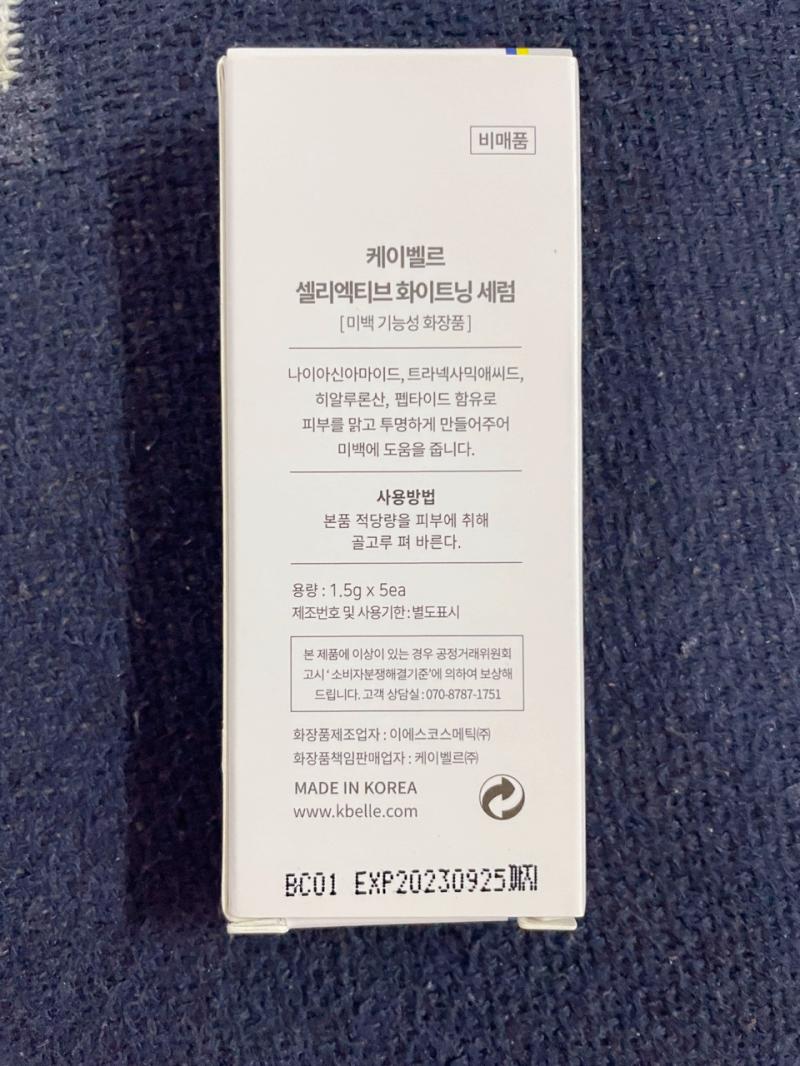 비매품
케이벨르
셀리엑티브 화이트닝 세럼
[미백 기능성 화장품]
나이아신아마이드, 트라넥사믹애씨드,
히알루론산, 펩타이드 함유로
피부를 맑고 투명하게 만들어주어
미백에 도움을 줍니다.
사용방법
본품 적당량을 피부에 취해
골고루 펴 바른다.
용량 : 1.5g x 5ea
제조번호 및 사용기한 : 별도표시
본 제품에 이상이 있는 경우 공정거래위원회
고시 ‘ 소비자분쟁해결기준’에 의하여 보상해
드립니다. 고객 상담실 : 070-8787-1751
화장품제조업자 : 이에스코스메틱㈜
화장품책임판매업자 : 케이벨르㈜
MADE IN KOREA
www.kbelle.com
BC01 EXP20230925까지